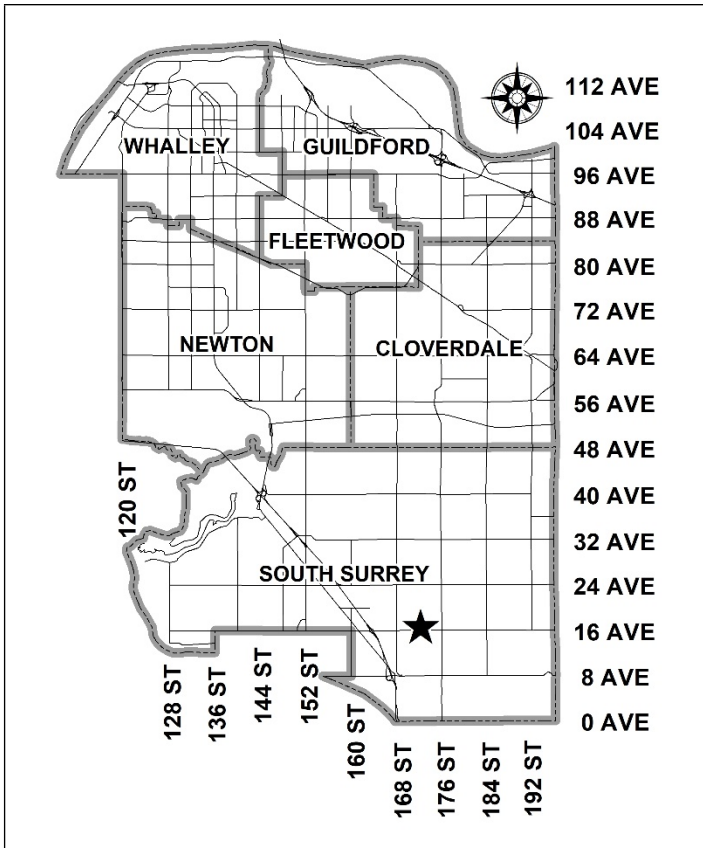 112 AVE
104 AVE
WHALLEY
GUILDFORD
96 AVE
88 AVE
FLEETWOOD
80 AVE
72 AVE
NEWTON
CLOVERDALE
64 AVE
56 AVE
48 AVE
120 ST
40 AVE
32 AVE
SOUTH SURREY
24 AVE
16 AVE
8 AVE
128 ST
136 ST
144 ST
152 ST
160 ST
168 ST
176 ST
184 ST
192 ST
0 AVE